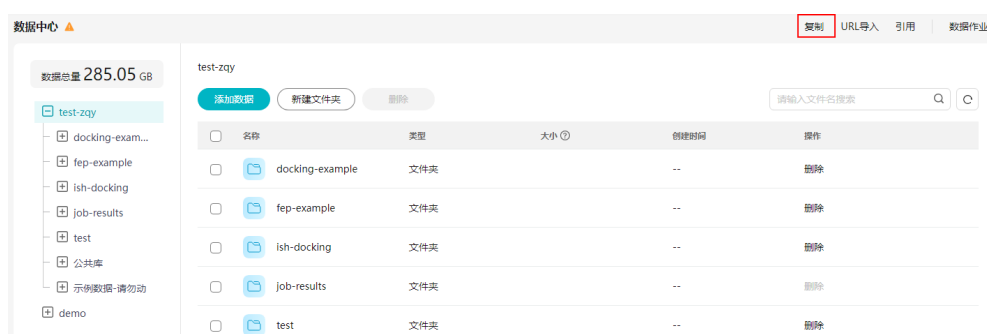 数据中心
复制 URL导入 引用 数据作业
数据总量 285.05 GB
test-zqy
docking-exam...
fep-example
ish-docking
job-results
test
公共库
示例数据-请勿动
demo
test-zqy
添加数据 新建文件夹 删除
请输入文件名搜索
名称 类型 大小 创建时间 操作
docking-example 文件夹 -- 删除
fep-example 文件夹 -- 删除
ish-docking 文件夹 -- 删除
job-results 文件夹 -- 删除
test 文件夹 -- 删除